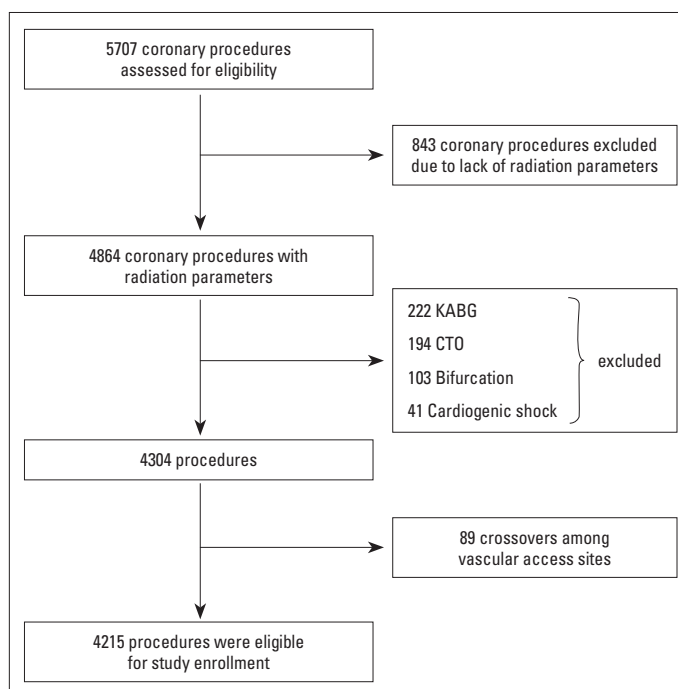 5707 coronary procedures
assessed for eligibility
843 coronary procedures excluded
due to lack of radiation parameters
4864 coronary procedures with
radiation parameters
222 KABG
194 CTO
103 Bifurcation
41 Cardiogenic shock
excluded
4304 procedures
89 crossovers among
vascular access sites
4215 procedures were eligible
for study enrollment